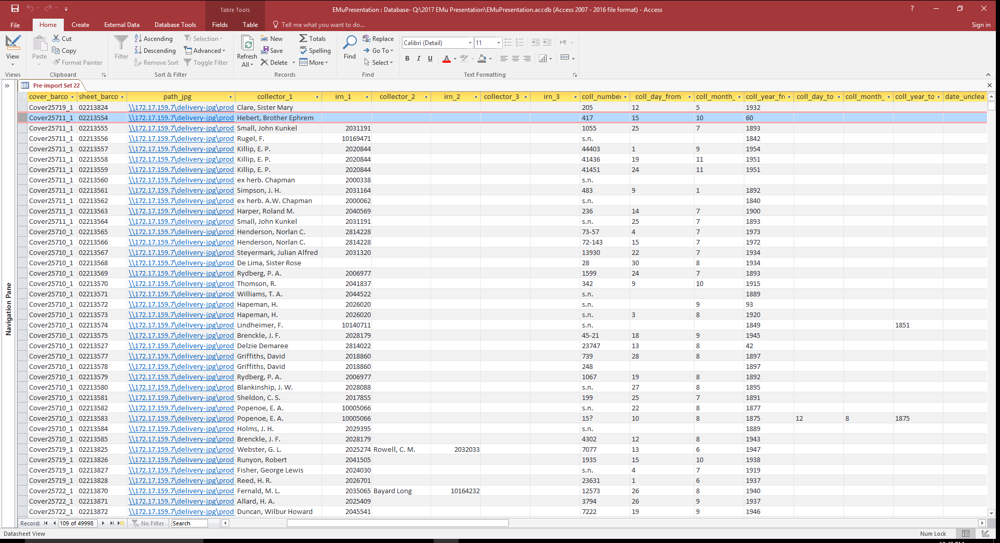 Table Tools
EMuPresentation : Database- Q:\2017 EMu Presentation\EMuPresentation.accdb (Access 2007 - 2016 file format) - Access
File Home Create External Data Database Tools Fields Table Tell me what you want to do... Sign in
View Paste Cut Copy Format Painter
Filter Ascending Descending Remove Sort Selection Advanced Toggle Filter
Refresh All New Save Delete Totals Spelling More
Find Replace Go To Select
Calibri (Detail) 11
B I U A
Views Clipboard Sort & Filter Records Find Text Formatting
Pre-import Set 22
cover_barco sheet_barco path_jpg collector_1 irn_1 collector_2 irn_2 collector_3 irn_3 coll_number coll_day_from coll_month_ coll_year_fr coll_day_to coll_month_ coll_year_to date_unclea
Cover25719_1 02213824 \\172.17.159.7\delivery-jpg\prod Clare, Sister Mary 205 12 5 1932
Cover25711_1 02213554 \\172.17.159.7\delivery-jpg\prod Hebert, Brother Ephrem 417 15 10 60
Cover25711_1 02213555 \\172.17.159.7\delivery-jpg\prod Small, John Kunkel 2031191 1055 25 7 1893
Cover25711_1 02213556 \\172.17.159.7\delivery-jpg\prod Rugel, F. 10169471 s.n. 1842
Cover25711_1 02213557 \\172.17.159.7\delivery-jpg\prod Killip, E. P. 2020844 44403 1 9 1954
Cover25711_1 02213558 \\172.17.159.7\delivery-jpg\prod Killip, E. P. 2020844 41436 19 11 1951
Cover25711_1 02213559 \\172.17.159.7\delivery-jpg\prod Killip, E. P. 2020844 41451 24 11 1951
Cover25711_1 02213560 \\172.17.159.7\delivery-jpg\prod ex herb. Chapman 2000338 s.n.
Cover25711_1 02213561 \\172.17.159.7\delivery-jpg\prod Simpson, J. H. 2031164 483 9 1 1892
Cover25711_1 02213562 \\172.17.159.7\delivery-jpg\prod ex herb. A.W. Chapman 2000062 s.n. 1840
Cover25711_1 02213563 \\172.17.159.7\delivery-jpg\prod Harper, Roland M. 2040569 236 14 7 1900
Cover25711_1 02213564 \\172.17.159.7\delivery-jpg\prod Small, John Kunkel 2031191 s.n. 25 7 1893
Cover25710_1 02213565 \\172.17.159.7\delivery-jpg\prod Henderson, Norlan C. 2814228 73-57 4 7 1973
Cover25710_1 02213566 \\172.17.159.7\delivery-jpg\prod Henderson, Norlan C. 2814228 72-143 15 7 1972
Cover25710_1 02213567 \\172.17.159.7\delivery-jpg\prod Steyermark, Julian Alfred 2031320 13930 22 7 1934
Cover25710_1 02213568 \\172.17.159.7\delivery-jpg\prod De Lima, Sister Rose 28 30 8 1934
Cover25710_1 02213569 \\172.17.159.7\delivery-jpg\prod Rydberg, P. A. 2006977 1599 24 7 1893
Cover25710_1 02213570 \\172.17.159.7\delivery-jpg\prod Thomson, R. 2041837 342 9 10 1915
Cover25710_1 02213571 \\172.17.159.7\delivery-jpg\prod Williams, T. A. 2044522 s.n. 1889
Cover25710_1 02213572 \\172.17.159.7\delivery-jpg\prod Hapeman, H. 2026020 s.n. 9 93
Cover25710_1 02213573 \\172.17.159.7\delivery-jpg\prod Hapeman, H. 2026020 s.n. 3 8 1920
Cover25710_1 02213574 \\172.17.159.7\delivery-jpg\prod Lindheimer, F. 10140711 s.n. 1849 1851
Cover25710_1 02213575 \\172.17.159.7\delivery-jpg\prod Brenckle, J. F. 2028179 45-21 18 9 1945
Cover25710_1 02213527 \\172.17.159.7\delivery-jpg\prod Delzie Demaree 2814022 23747 13 8 42
Cover25710_1 02213577 \\172.17.159.7\delivery-jpg\prod Griffiths, David 2018860 739 28 8 1897
Cover25710_1 02213578 \\172.17.159.7\delivery-jpg\prod Griffiths, David 2018860 248 1897
Cover25710_1 02213579 \\172.17.159.7\delivery-jpg\prod Rydberg, P. A. 2006977 1067 19 8 1892
Cover25710_1 02213580 \\172.17.159.7\delivery-jpg\prod Blankinship, J. W. 2028088 s.n. 27 8 1895
Cover25710_1 02213581 \\172.17.159.7\delivery-jpg\prod Sheldon, C. S. 2017855 199 25 7 1891
Cover25710_1 02213582 \\172.17.159.7\delivery-jpg\prod Popenoe, E. A. 10005066 s.n. 22 8 1877
Cover25710_1 02213583 \\172.17.159.7\delivery-jpg\prod Popenoe, E. A. 10005066 15? 10 8 1875 12 8 1875
Cover25710_1 02213584 \\172.17.159.7\delivery-jpg\prod Holms, J. H. 2029395 s.n. 1889
Cover25710_1 02213585 \\172.17.159.7\delivery-jpg\prod Brenckle, J. F. 2028179 4302 12 8 1943
Cover25719_1 02213825 \\172.17.159.7\delivery-jpg\prod Webster, G. L. 2025274 Rowell, C. M. 2032033 7077 13 6 1947
Cover25719_1 02213826 \\172.17.159.7\delivery-jpg\prod Runyon, Robert 2041505 1935 15 10 1938
Cover25719_1 02213827 \\172.17.159.7\delivery-jpg\prod Fisher, George Lewis 2024030 s.n. 4 7 1919
Cover25719_1 02213828 \\172.17.159.7\delivery-jpg\prod Reed, H. R. 2026701 23631 1 6 1937
Cover25722_1 02213870 \\172.17.159.7\delivery-jpg\prod Fernald, M. L. 2035065 Bayard Long 10164232 12573 26 8 1940
Cover25722_1 02213871 \\172.17.159.7\delivery-jpg\prod Allard, H. A. 2025409 3794 26 9 1937
Cover25722_1 02213872 \\172.17.159.7\delivery-jpg\prod Duncan, Wilbur Howard 2045541 7222 19 9 1946
Navigation Pane
Record: 109 of 49998 No Filter Search
Datasheet View Num Lock